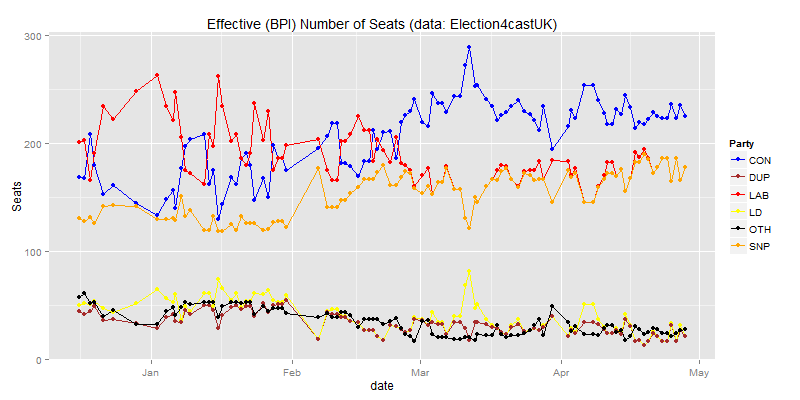 Effective (BPI) Number of Seats (data: Election4castUK)
300
200
100
0
Seats
Jan
Feb
Mar
Apr
May
date
Party
CON
DUP
LAB
LD
OTH
SNP